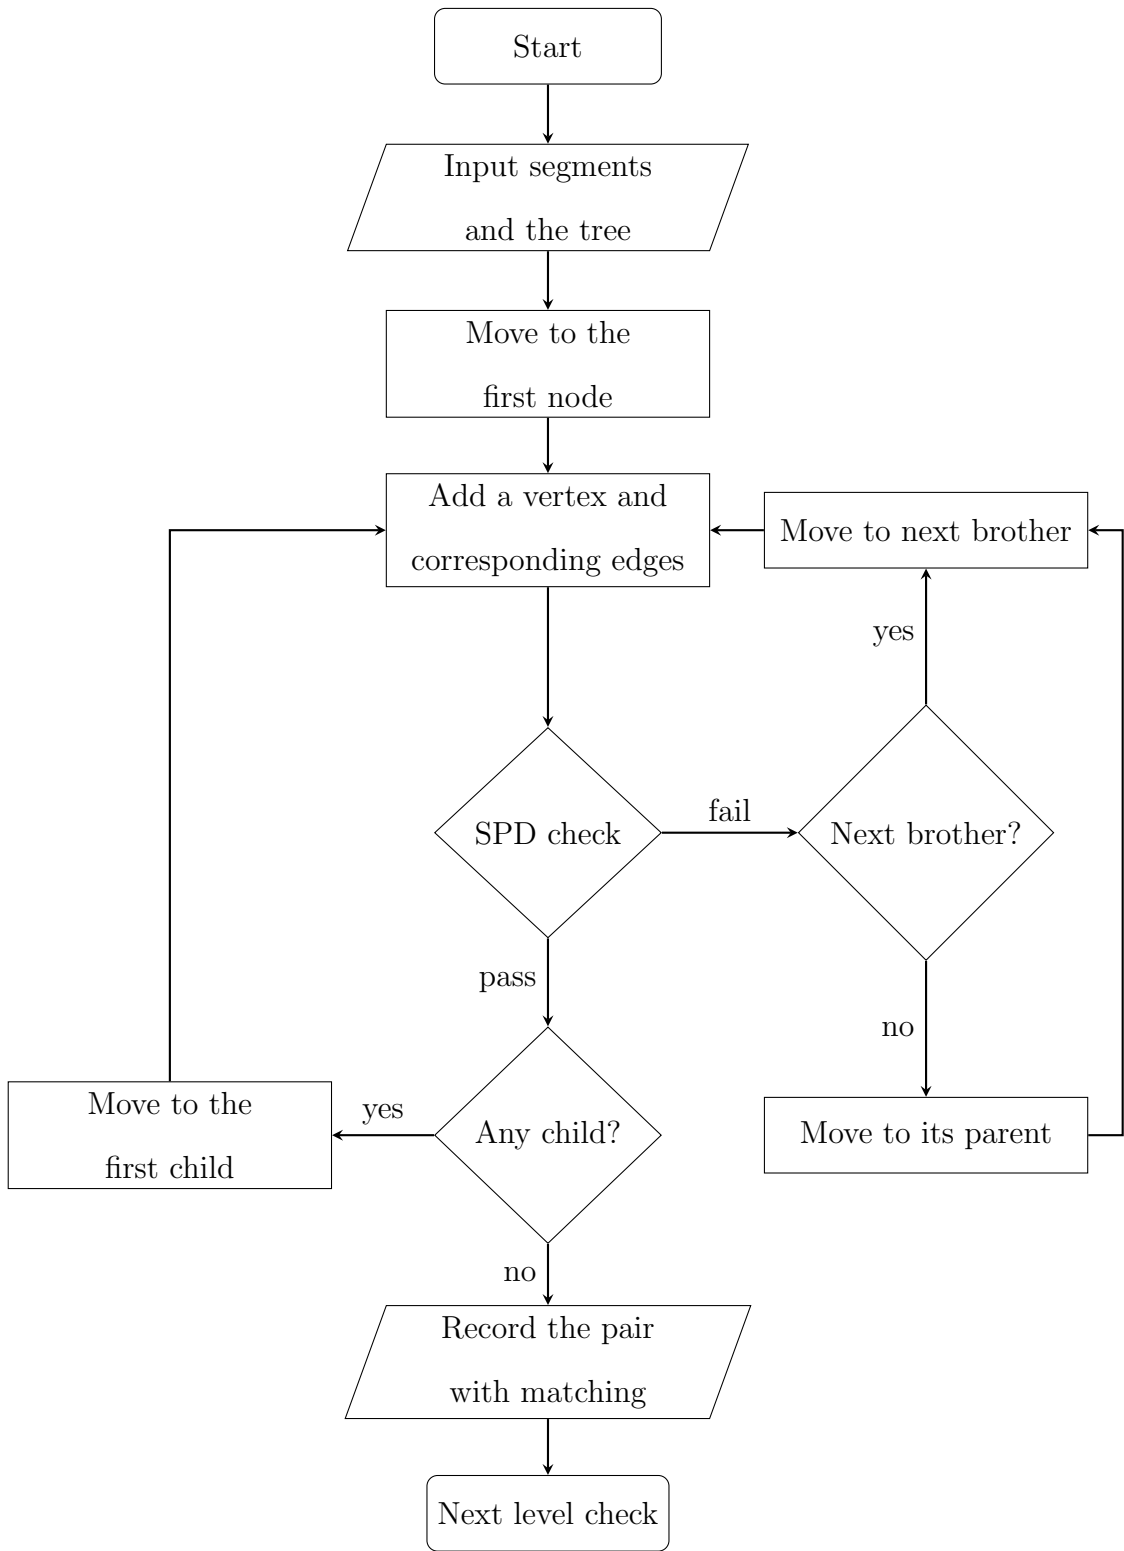 Start
Input segments
and the tree
Move to the
first node
Add a vertex and
corresponding edges
Move to next brother
yes
SPD check
fail
Next brother?
pass
no
Move to the
first child
yes
Any child?
Move to its parent
no
Record the pair
with matching
Next level check